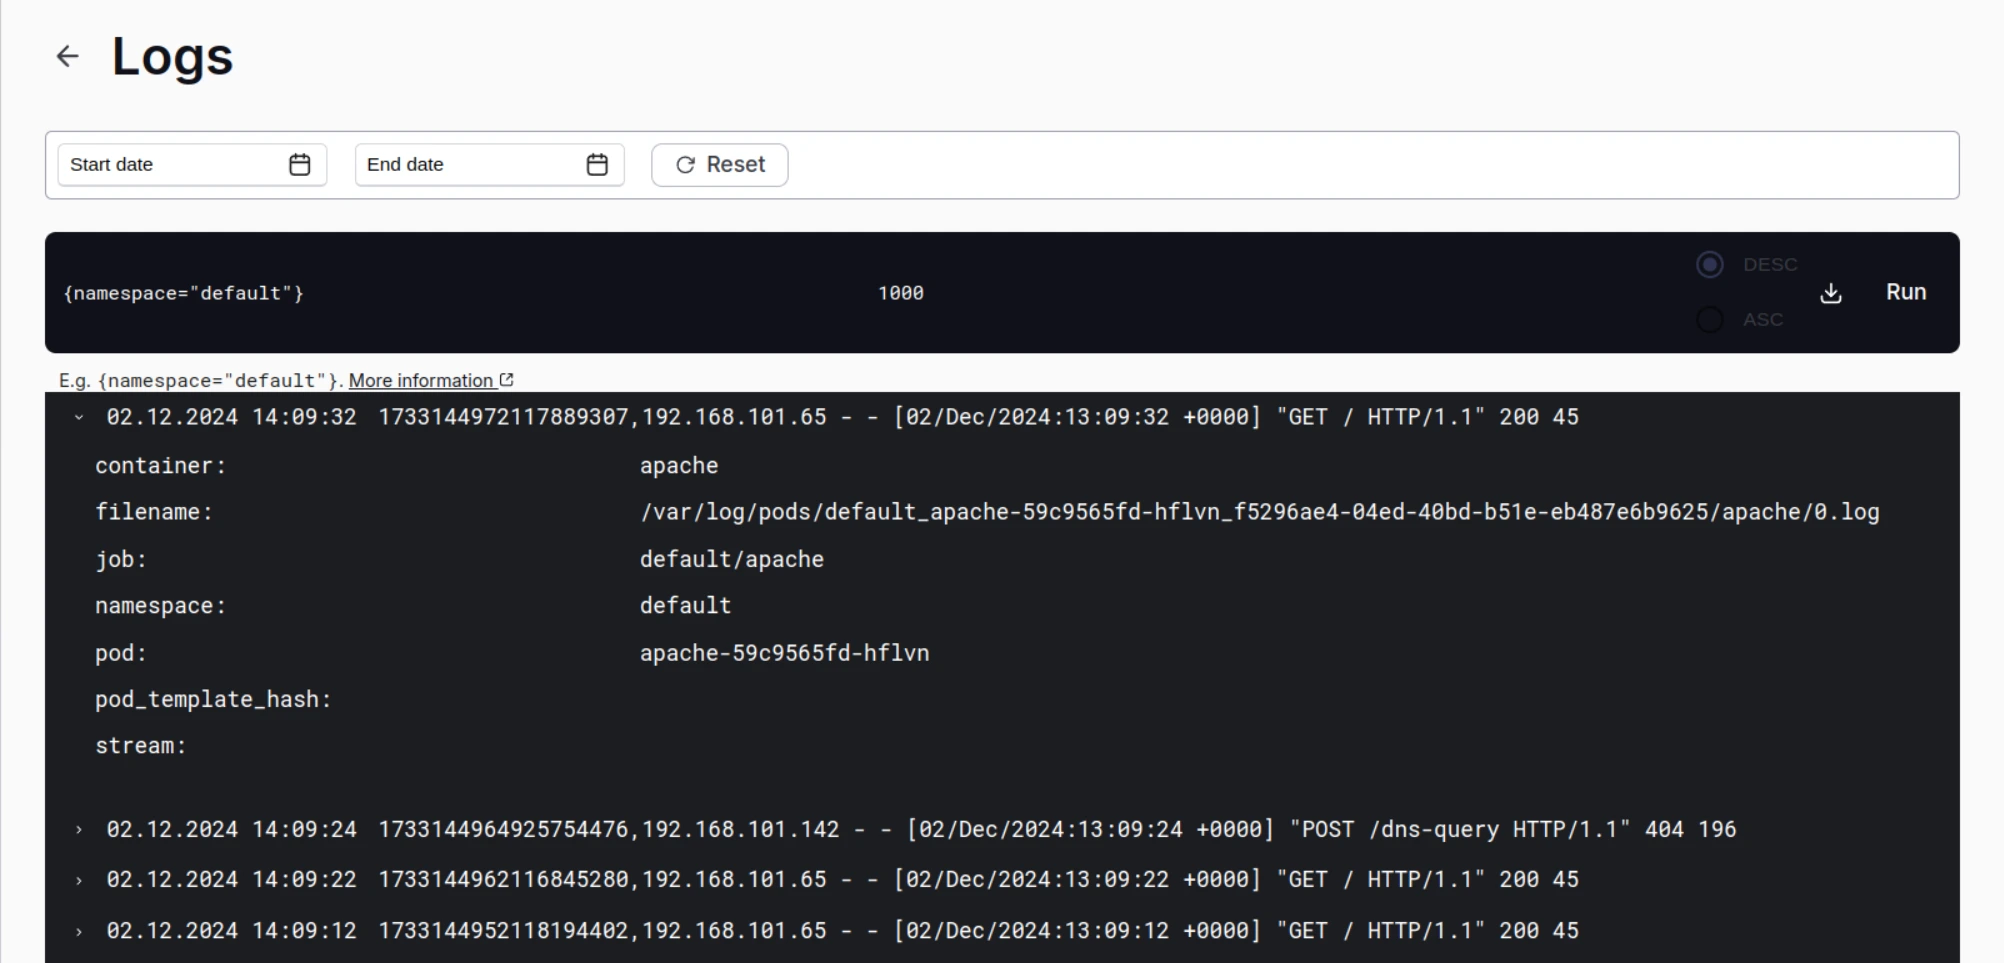 Logs
Start date End date Reset
DESC
{namespace="default"} 1000 Run
ASC
E.g. {namespace="default"}. More information
02.12.2024 14:09:32 1733144972117889307,192.168.101.65 - - [02/Dec/2024:13:09:32 +0000] "GET / HTTP/1.1" 200 45
container: apache
filename: /var/log/pods/default_apache-59c9565fd-hflvn_f5296ae4-04ed-40bd-b51e-eb487e6b9625/apache/0.log
job: default/apache
namespace: default
pod: apache-59c9565fd-hflvn
pod_template_hash:
stream:
02.12.2024 14:09:24 1733144964925754476,192.168.101.142 - - [02/Dec/2024:13:09:24 +0000] "POST /dns-query HTTP/1.1" 404 196
02.12.2024 14:09:22 1733144962116845280,192.168.101.65 - - [02/Dec/2024:13:09:22 +0000] "GET / HTTP/1.1" 200 45
02.12.2024 14:09:12 1733144952118194402,192.168.101.65 - - [02/Dec/2024:13:09:12 +0000] "GET / HTTP/1.1" 200 45